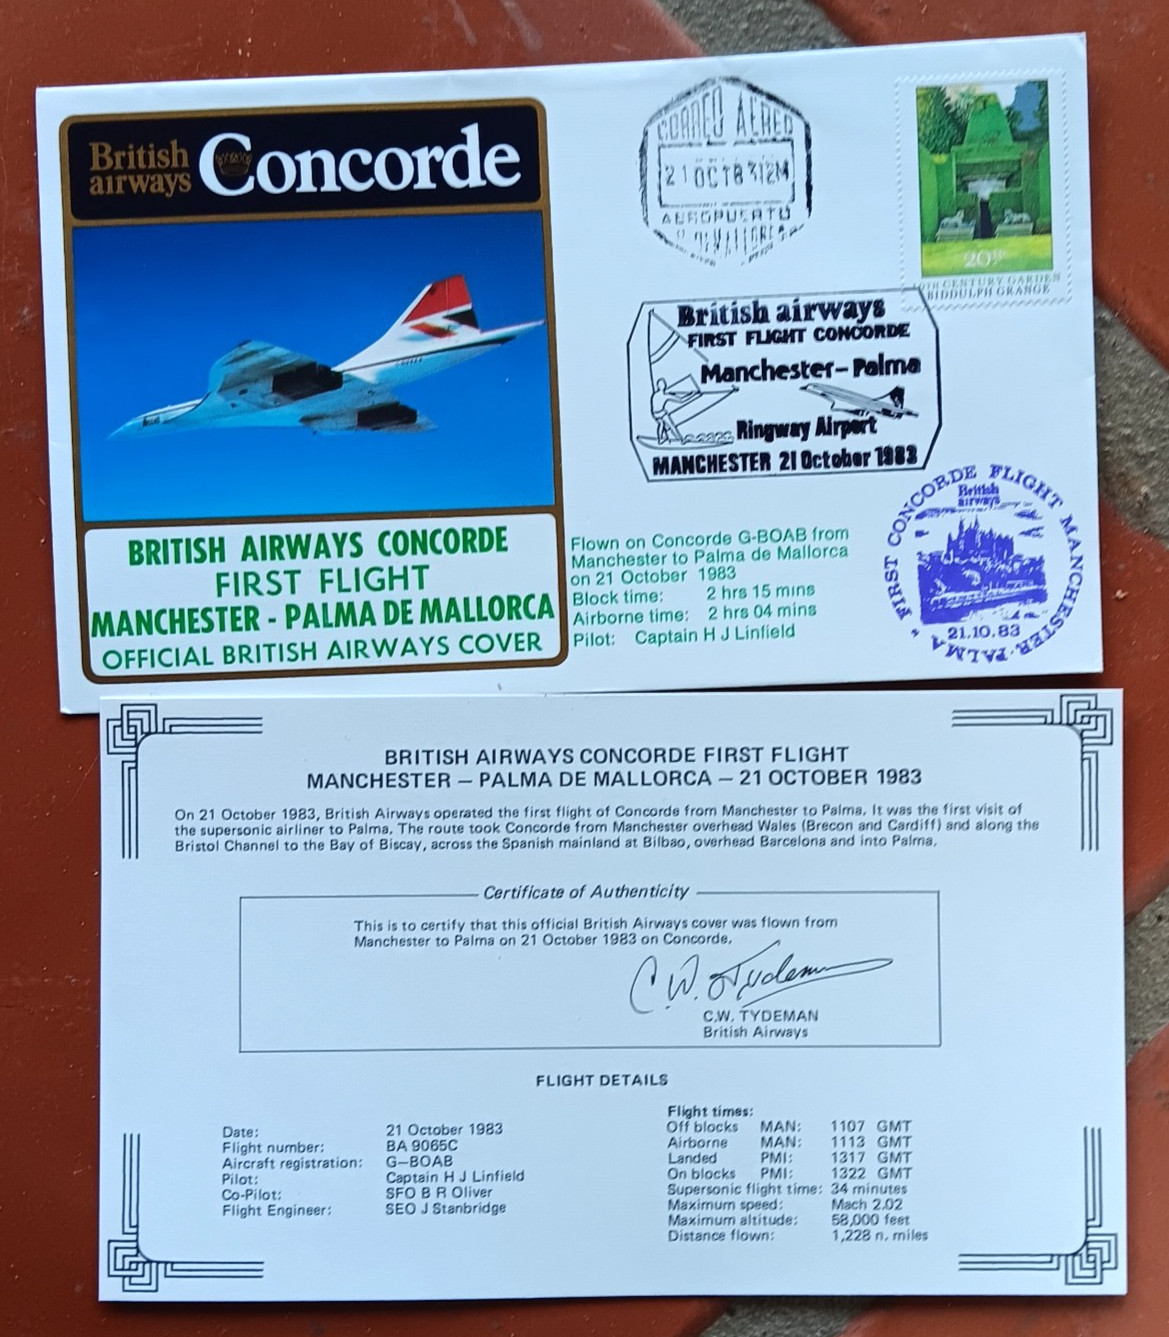 British
airways
Concorde
CORREO AEREO
21 OCT 83 12M
AEROPUERTO
20½P
19TH CENTURY GARDEN
BIDDULPH GRANGE
British airways
FIRST FLIGHT CONCORDE
Manchester-Palma
Ringway Airport
MANCHESTER 21 October 1983
BRITISH AIRWAYS CONCORDE
FIRST FLIGHT
MANCHESTER - PALMA DE MALLORCA
OFFICIAL BRITISH AIRWAYS COVER
Flown on Concorde G-BOAB from
Manchester to Palma de Mallorca
on 21 October 1983
Block time: 2 hrs 15 mins
Airborne time: 2 hrs 04 mins
Pilot: Captain H J Linfield
FIRST CONCORDE FLIGHT MANCHESTER-PALMA
British
airways
21.10.83
BRITISH AIRWAYS CONCORDE FIRST FLIGHT
MANCHESTER – PALMA DE MALLORCA – 21 OCTOBER 1983
On 21 October 1983, British Airways operated the first flight of Concorde from Manchester to Palma. It was the first visit of
the supersonic airliner to Palma. The route took Concorde from Manchester overhead Wales (Brecon and Cardiff) and along the
Bristol Channel to the Bay of Biscay, across the Spanish mainland at Bilbao, overhead Barcelona and into Palma.
Certificate of Authenticity
This is to certify that this official British Airways cover was flown from
Manchester to Palma on 21 October 1983 on Concorde.
C.W. Tydeman
C.W. TYDEMAN
British Airways
FLIGHT DETAILS
Date: 21 October 1983
Flight number: BA 9065C
Aircraft registration: G–BOAB
Pilot: Captain H J Linfield
Co-Pilot: SFO B R Oliver
Flight Engineer: SEO J Stanbridge
Flight times:
Off blocks MAN: 1107 GMT
Airborne MAN: 1113 GMT
Landed PMI: 1317 GMT
On blocks PMI: 1322 GMT
Supersonic flight time: 34 minutes
Maximum speed: Mach 2.02
Maximum altitude: 58,000 feet
Distance flown: 1,228 n. miles